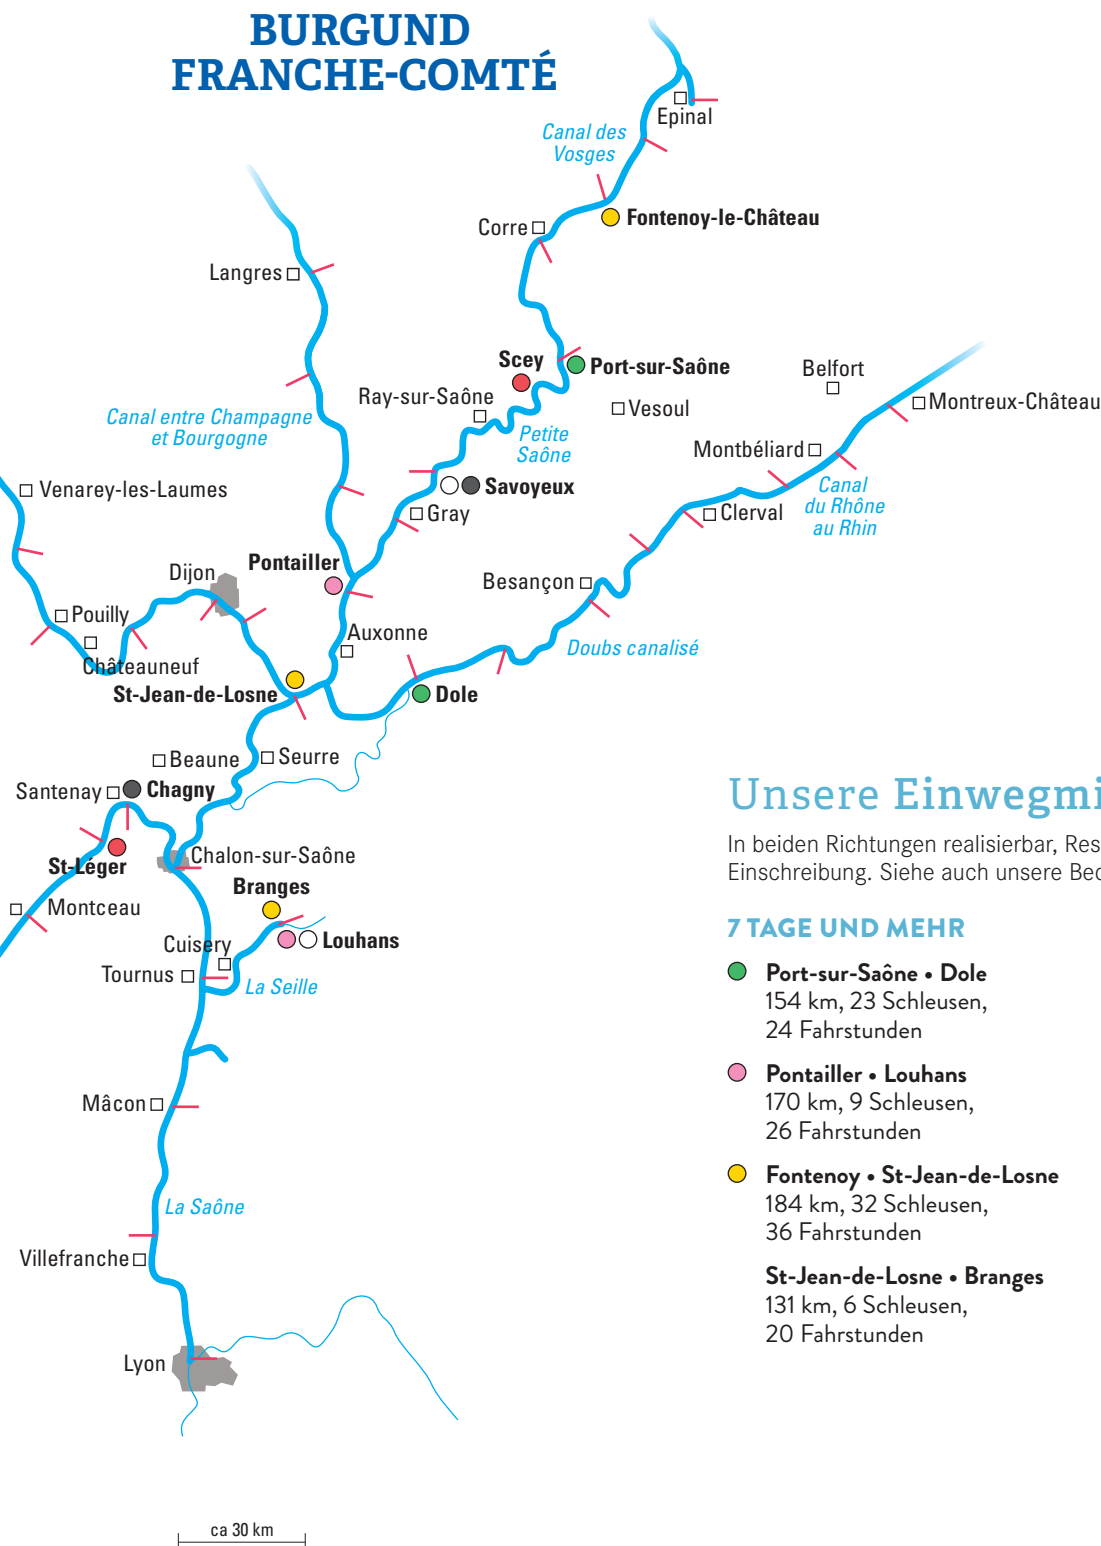 BURGUND
FRANCHE-COMTÉ
Epinal
Canal des
Vosges
Fontenoy-le-Château
Corre
Langres
Scey
Port-sur-Saône
Belfort
Ray-sur-Saône
Vesoul
Montreux-Château
Canal entre Champagne
et Bourgogne
Petite
Saône
Montbéliard
Venarey-les-Laumes
Savoyeux
Canal
du Rhône
au Rhin
Gray
Clerval
Dijon
Pontailler
Besançon
Pouilly
Auxonne
Châteauneuf
Doubs canalisé
St-Jean-de-Losne
Dole
Beaune
Seurre
Santenay
Chagny
St-Léger
Chalon-sur-Saône
Branges
Montceau
Cuisery
Louhans
Tournus
La Seille
Mâcon
La Saône
Villefranche
Lyon
ca 30 km
Unsere Einwegmi
In beiden Richtungen realisierbar, Res
Einschreibung. Siehe auch unsere Bed
7 TAGE UND MEHR
Port-sur-Saône • Dole
154 km, 23 Schleusen,
24 Fahrstunden
Pontailler • Louhans
170 km, 9 Schleusen,
26 Fahrstunden
Fontenoy • St-Jean-de-Losne
184 km, 32 Schleusen,
36 Fahrstunden
St-Jean-de-Losne • Branges
131 km, 6 Schleusen,
20 Fahrstunden